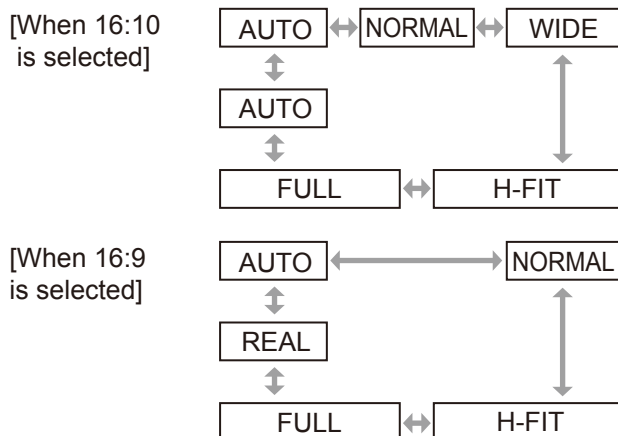 [When 16:10
is selected]
AUTO
NORMAL
WIDE
AUTO
FULL
H-FIT
[When 16:9
is selected]
AUTO
NORMAL
REAL
FULL
H-FIT